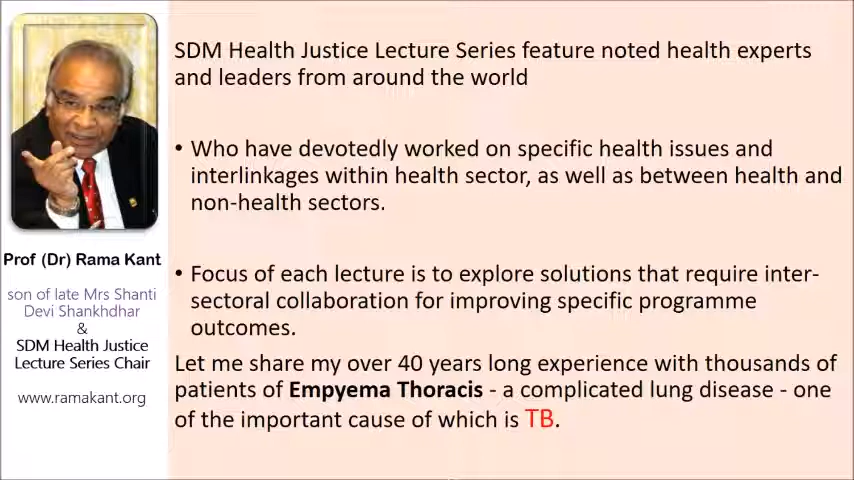 SDM Health Justice Lecture Series feature noted health experts
and leaders from around the world
• Who have devotedly worked on specific health issues and
interlinkages within health sector, as well as between health and
non-health sectors.
• Focus of each lecture is to explore solutions that require inter-
sectoral collaboration for improving specific programme
outcomes.
Let me share my over 40 years long experience with thousands of
patients of Empyema Thoracis - a complicated lung disease - one
of the important cause of which is TB.
Prof (Dr) Rama Kant
son of late Mrs Shanti
Devi Shankhdhar
&
SDM Health Justice
Lecture Series Chair
www.ramakant.org